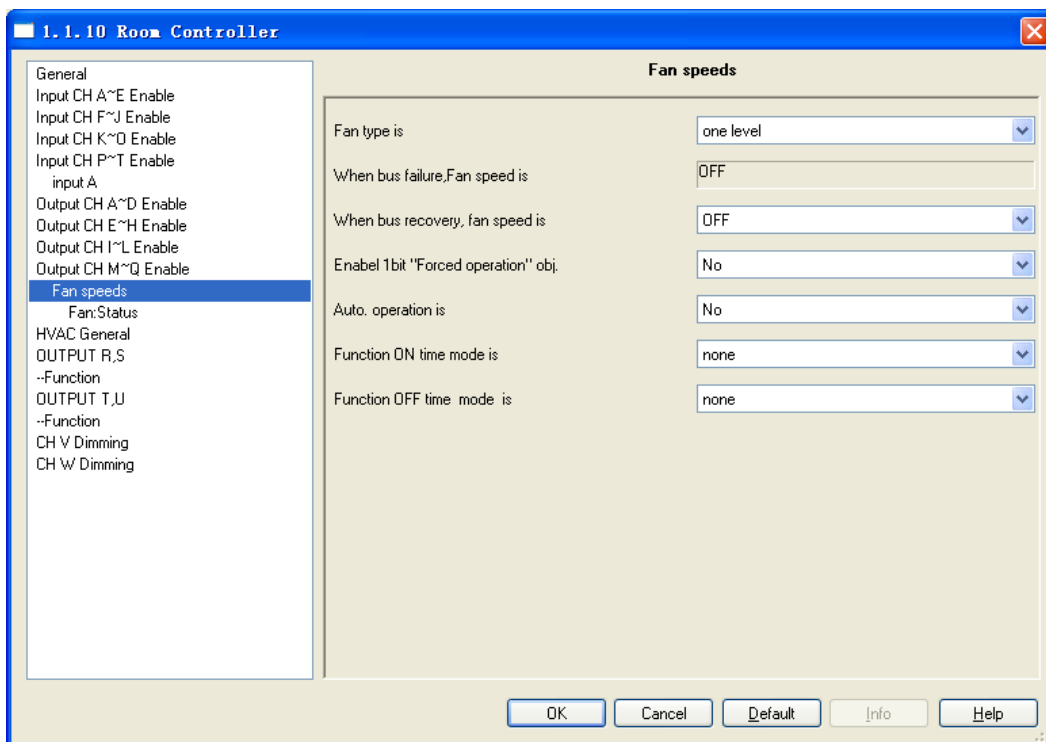 1.1.10 Room Controller
General
Input CH A~E Enable
Input CH F~J Enable
Input CH K~O Enable
Input CH P~T Enable
input A
Output CH A~D Enable
Output CH E~H Enable
Output CH I~L Enable
Output CH M~Q Enable
Fan speeds
Fan:Status
HVAC General
OUTPUT R,S
--Function
OUTPUT T,U
--Function
CH V Dimming
CH W Dimming
Fan speeds
Fan type is one level
When bus failure,Fan speed is OFF
When bus recovery, fan speed is OFF
Enabel 1bit "Forced operation" obj. No
Auto. operation is No
Function ON time mode is none
Function OFF time mode is none
OK Cancel Default Info Help